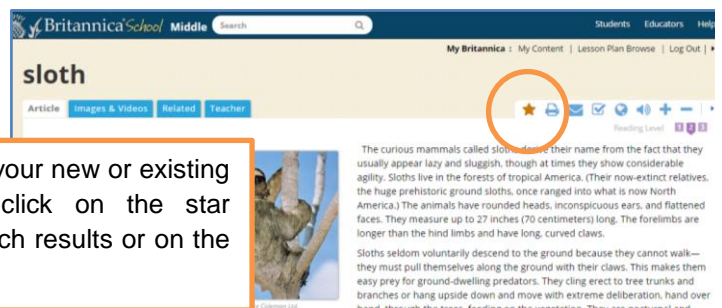 Britannica School Middle Search
Students Educators Help
My Britannica : My Content | Lesson Plan Browse | Log Out |
sloth
Article Images & Videos Related Teacher
Reading Level 1 2 3
The curious mammals called sloths derive their name from the fact that they
usually appear lazy and sluggish, though at times they show considerable
agility. Sloths live in the forests of tropical America. (Their now-extinct relatives,
the huge prehistoric ground sloths, once ranged into what is now North
America.) The animals have rounded heads, inconspicuous ears, and flattened
faces. They measure up to 27 inches (70 centimeters) long. The forelimbs are
longer than the hind limbs and have long, curved claws.
Sloths seldom voluntarily descend to the ground because they cannot walk—
they must pull themselves along the ground with their claws. This makes them
easy prey for ground-dwelling predators. They cling erect to tree trunks and
branches or hang upside down and move with extreme deliberation, hand over
your new or existing
click on the star
results or on the